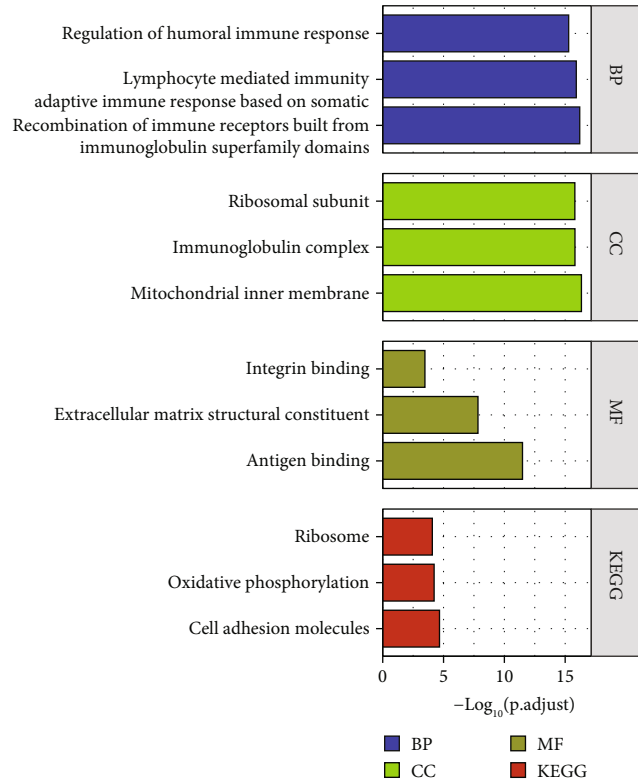 Regulation of humoral immune response
Lymphocyte mediated immunity
adaptive immune response based on somatic
Recombination of immune receptors built from
immunoglobulin superfamily domains
BP
Ribosomal subunit
Immunoglobulin complex
Mitochondrial inner membrane
CC
Integrin binding
Extracellular matrix structural constituent
Antigen binding
MF
Ribosome
Oxidative phosphorylation
Cell adhesion molecules
KEGG
0 5 10 15
−Log10(p.adjust)
BP MF
CC KEGG